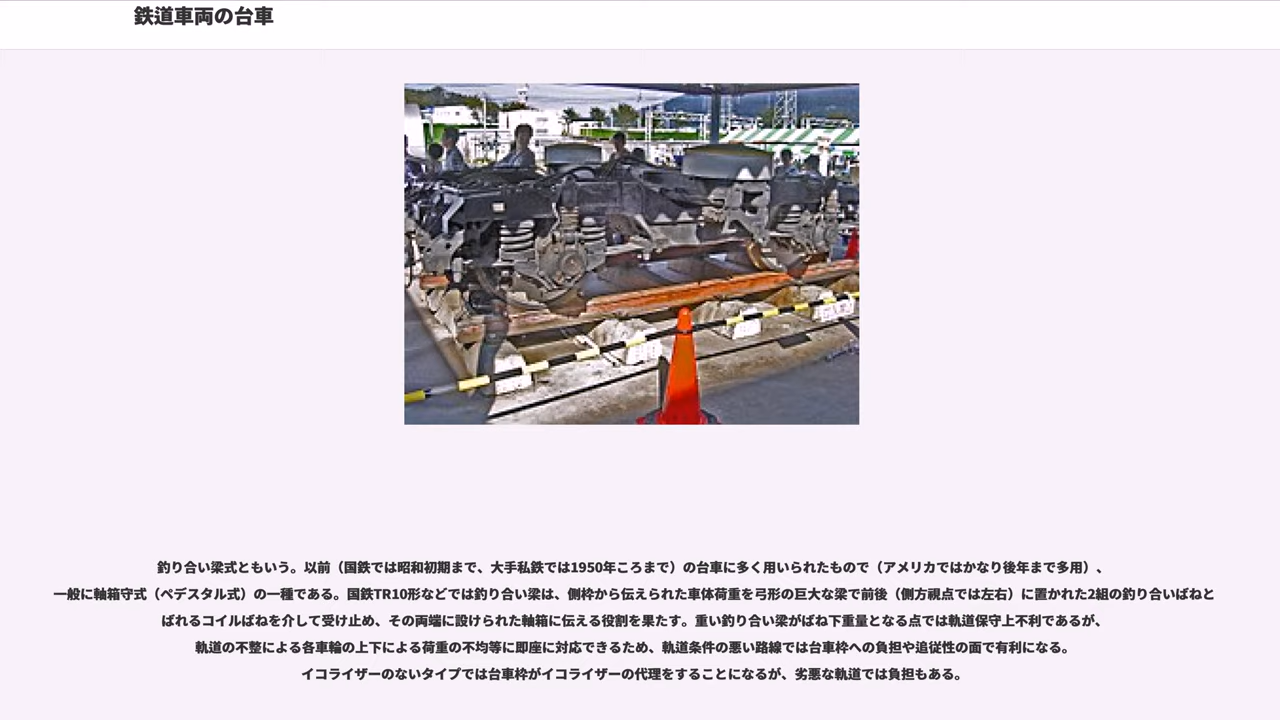 鉄道車両の台車
釣り合い梁式ともいう。以前（国鉄では昭和初期まで、大手私鉄では1950年ころまで）の台車に多く用いられたもので（アメリカではかなり後年まで多用）、
一般に軸箱守式（ペデスタル式）の一種である。国鉄TR10形などでは釣り合い梁は、側枠から伝えられた車体荷重を弓形の巨大な梁で前後（側方視点では左右）に置かれた2組の釣り合いばねと
ばれるコイルばねを介して受け止め、その両端に設けられた軸箱に伝える役割を果たす。重い釣り合い梁がばね下重量となる点では軌道保守上不利であるが、
軌道の不整による各車輪の上下による荷重の不均等に即座に対応できるため、軌道条件の悪い路線では台車枠への負担や追従性の面で有利になる。
イコライザーのないタイプでは台車枠がイコライザーの代理をすることになるが、劣悪な軌道では負担もある。